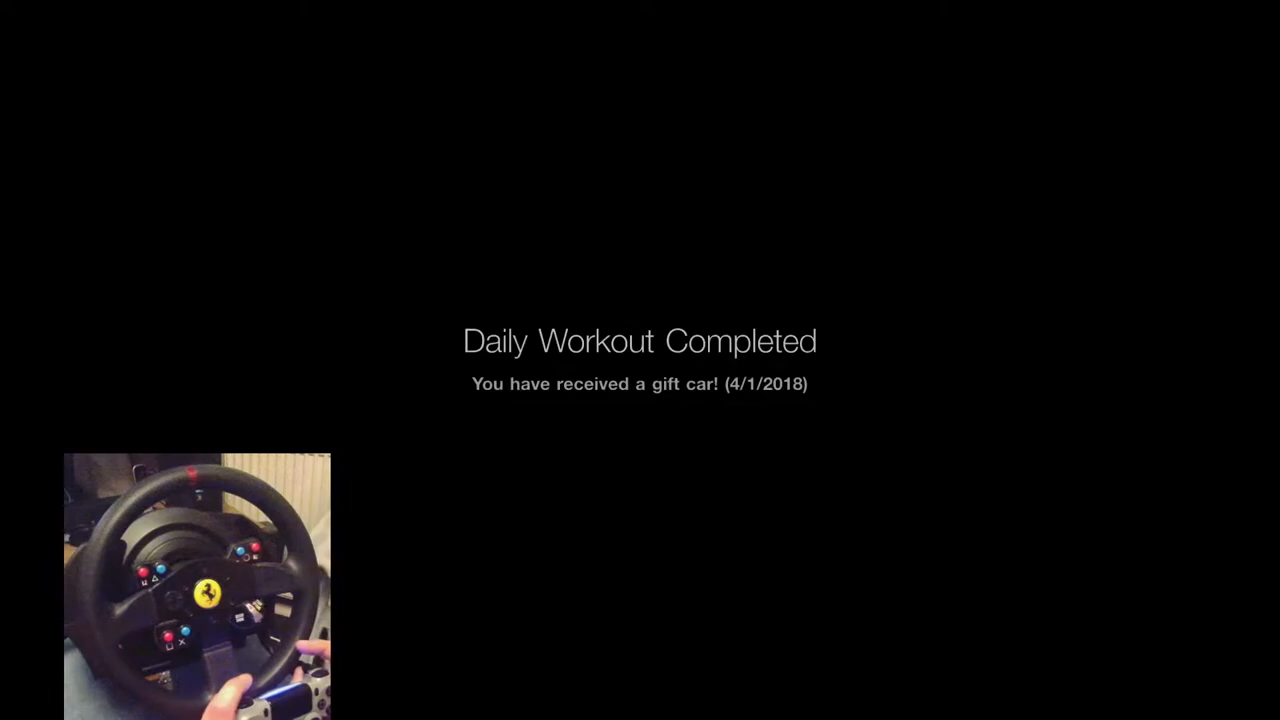 Daily Workout Completed
You have received a gift car! (4/1/2018)